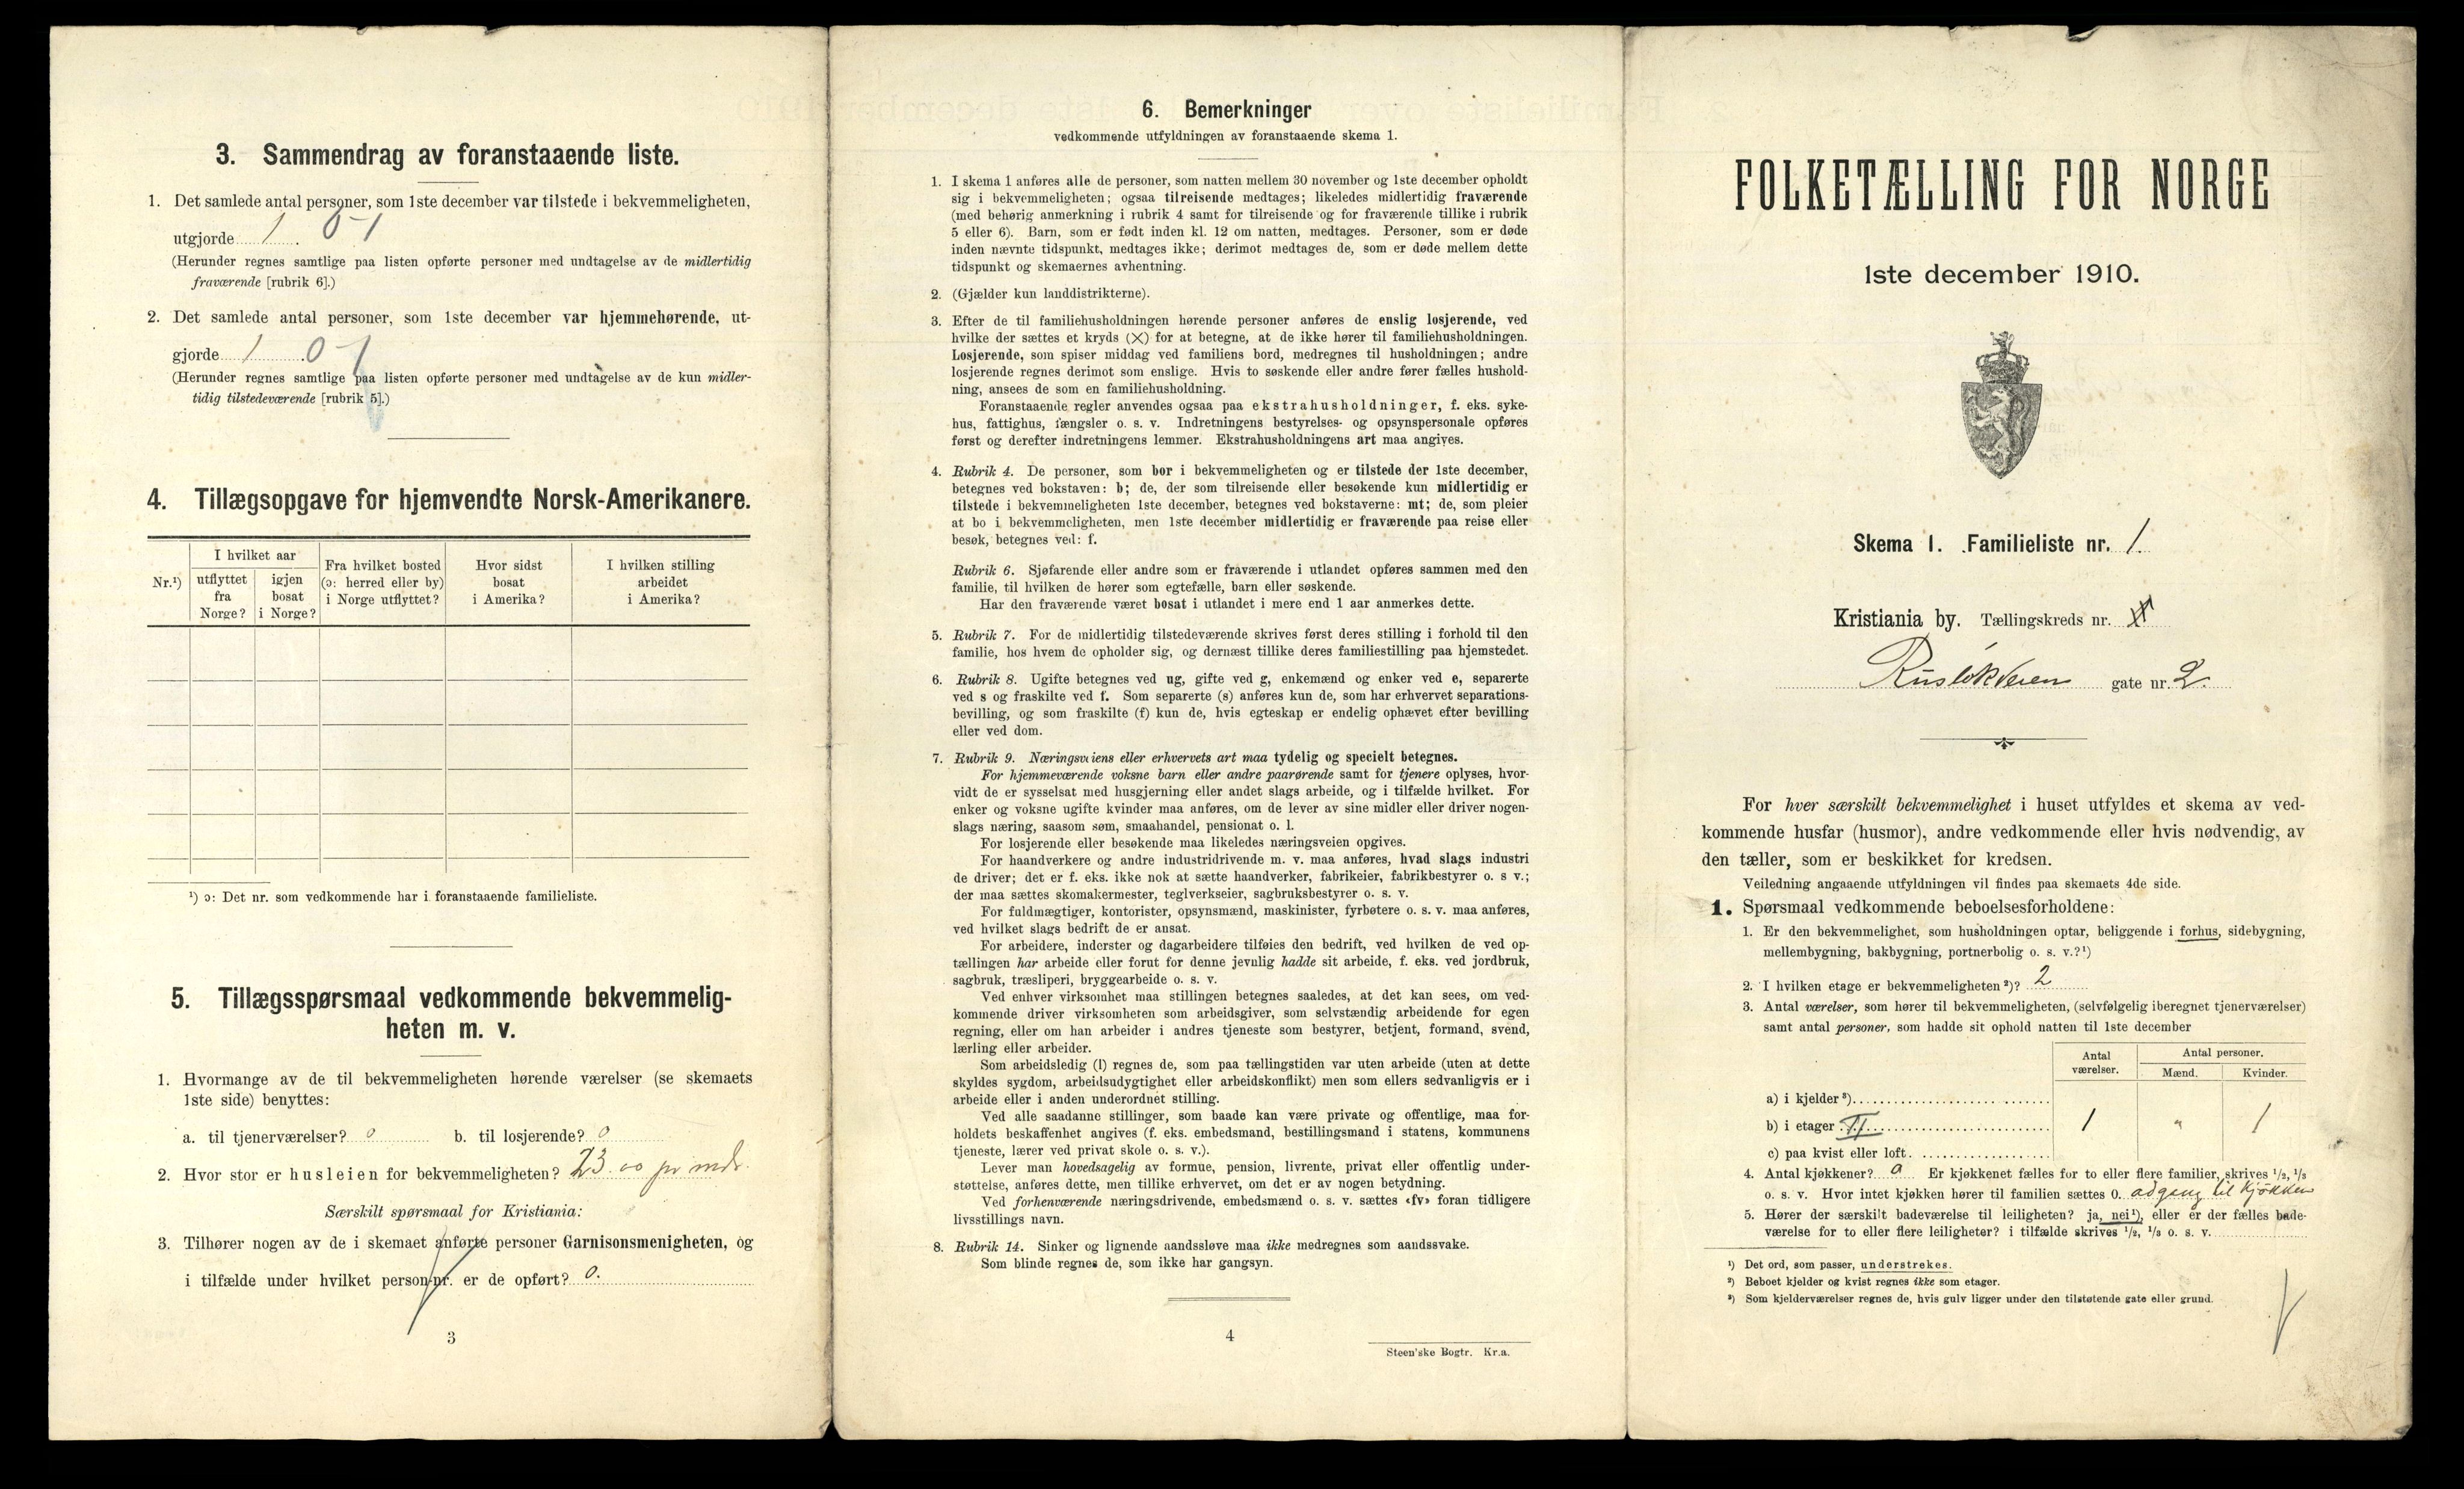 3. Sammendrag av foranstaaende liste.
1. Det samlede antal personer, som 1ste december var tilstede i bekvemmeligheten,
utgjorde 1. 0-1
(Herunder regnes samtlige paa listen opførte personer med undtagelse av de midlertidig
fraværende [rubrik 6].)
2. Det samlede antal personer, som 1ste december var hjemmehørende, ut-
gjorde 1. 0-1
(Herunder regnes samtlige paa listen opførte personer med undtagelse av de kun midler-
tidig tilstedeværende [rubrik 5].)
4. Tillægsopgave for hjemvendte Norsk-Amerikanere.
Nr.¹)
I hvilket aar
utflyttet
fra
Norge?
igjen
bosat
i Norge?
Fra hvilket bosted
(ɔ: herred eller by)
i Norge utflyttet?
Hvor sidst
bosat
i Amerika?
I hvilken stilling
arbeidet
i Amerika?
¹) ɔ: Det nr. som vedkommende har i foranstaaende familieliste.
5. Tillægsspørsmaal vedkommende bekvemmelig-
heten m. v.
1. Hvormange av de til bekvemmeligheten hørende værelser (se skemaets
1ste side) benyttes:
a. til tjenerværelser? 0 b. til losjerende? 0
2. Hvor stor er husleien for bekvemmeligheten? 23.00 pr mdr.
Særskilt spørsmaal for Kristiania:
3. Tilhører nogen av de i skemaet anførte personer Garnisonsmenigheten, og
i tilfælde under hvilket person-nr. er de opført? 0.
3
6. Bemerkninger
vedkommende utfyldningen av foranstaaende skema 1.
1. I skema 1 anføres alle de personer, som natten mellem 30 november og 1ste december opholdt
sig i bekvemmeligheten; ogsaa tilreisende medtages; likeledes midlertidig fraværende
(med behørig anmerkning i rubrik 4 samt for tilreisende og for fraværende tillike i rubrik
5 eller 6). Barn, som er født inden kl. 12 om natten, medtages. Personer, som er døde
inden nævnte tidspunkt, medtages ikke; derimot medtages de, som er døde mellem dette
tidspunkt og skemaernes avhentning.
2. (Gjælder kun landdistrikterne).
3. Efter de til familiehusholdningen hørende personer anføres de enslig losjerende, ved
hvilke der sættes et kryds (×) for at betegne, at de ikke hører til familiehusholdningen.
Losjerende, som spiser middag ved familiens bord, medregnes til husholdningen; andre
losjerende regnes derimot som enslige. Hvis to søskende eller andre fører fælles hushold-
ning, ansees de som en familiehusholdning.
Foranstaaende regler anvendes ogsaa paa ekstrahusholdninger, f. eks. syke-
hus, fattighus, fængsler o. s. v. Indretningens bestyrelses- og opsynspersonale opføres
først og derefter indretningens lemmer. Ekstrahusholdningens art maa angives.
4. Rubrik 4. De personer, som bor i bekvemmeligheten og er tilstede der 1ste december,
betegnes ved bokstaven: b; de, der som tilreisende eller besøkende kun midlertidig er
tilstede i bekvemmeligheten 1ste december, betegnes ved bokstaverne: mt; de, som pleier
at bo i bekvemmeligheten, men 1ste december midlertidig er fraværende paa reise eller
besøk, betegnes ved: f.
Rubrik 6. Sjøfarende eller andre som er fraværende i utlandet opføres sammen med den
familie, til hvilken de hører som egtefælle, barn eller søskende.
Har den fraværende været bosat i utlandet i mere end 1 aar anmerkes dette.
5. Rubrik 7. For de midlertidig tilstedeværende skrives først deres stilling i forhold til den
familie, hos hvem de opholder sig, og dernæst tillike deres familiestilling paa hjemstedet.
6. Rubrik 8. Ugifte betegnes ved ug, gifte ved g, enkemænd og enker ved e, separerte
ved s og fraskilte ved f. Som separerte (s) anføres kun de, som har erhvervet separations-
bevilling, og som fraskilte (f) kun de, hvis egteskap er endelig ophævet efter bevilling
eller ved dom.
7. Rubrik 9. Næringsveiens eller erhvervets art maa tydelig og specielt betegnes.
For hjemmeværende voksne barn eller andre paarørende samt for tjenere oplyses, hvor-
vidt de er sysselsat med husgjerning eller andet slags arbeide, og i tilfælde hvilket. For
enker og voksne ugifte kvinder maa anføres, om de lever av sine midler eller driver nogen-
slags næring, saasom søm, smaahandel, pensionat o. l.
For losjerende eller besøkende maa likeledes næringsveien opgives.
For haandverkere og andre industridrivende m. v. maa anføres, hvad slags industri
de driver; det er f. eks. ikke nok at sætte haandverker, fabrikeier, fabrikbestyrer o. s v.;
der maa sættes skomakermester, teglverkseier, sagbruksbestyrer o. s. v.
For fuldmægtiger, kontorister, opsynsmænd, maskinister, fyrbøtere o. s. v. maa anføres,
ved hvilket slags bedrift de er ansat.
For arbeidere, inderster og dagarbeidere tilføies den bedrift, ved hvilken de ved op-
tællingen har arbeide eller forut for denne jevnlig hadde sit arbeide, f. eks. ved jordbruk,
sagbruk, træsliperi, bryggearbeide o. s. v.
Ved enhver virksomhet maa stillingen betegnes saaledes, at det kan sees, om ved-
kommende driver virksomheten som arbeidsgiver, som selvstændig arbeidende for egen
regning, eller om han arbeider i andres tjeneste som bestyrer, betjent, formand, svend,
lærling eller arbeider.
Som arbeidsledig (l) regnes de, som paa tællingstiden var uten arbeide (uten at dette
skyldes sygdom, arbeidsudygtighet eller arbeidskonflikt) men som ellers sedvanligvis er i
arbeide eller i anden underordnet stilling.
Ved alle saadanne stillinger, som baade kan være private og offentlige, maa for-
holdets beskaffenhet angives (f. eks. embedsmand, bestillingsmand i statens, kommunens
tjeneste, lærer ved privat skole o. s. v.).
Lever man hovedsagelig av formue, pension, livrente, privat eller offentlig under-
støttelse, anføres dette, men tillike erhvervet, om det er av nogen betydning.
Ved forhenværende næringsdrivende, embedsmænd o. s. v. sættes «fv» foran tidligere
livsstillings navn.
8. Rubrik 14. Sinker og lignende aandssløve maa ikke medregnes som aandssvake.
Som blinde regnes de, som ikke har gangsyn.
4
Steen'ske Bogtr. Kr.a.
FOLKETÆLLING FOR NORGE
1ste december 1910.
Skema 1. Familieliste nr. 1.
Kristiania by. Tællingskreds nr.
Rusløkveien gate nr. 2.
For hver særskilt bekvemmelighet i huset utfyldes et skema av ved-
kommende husfar (husmor), andre vedkommende eller hvis nødvendig, av
den tæller, som er beskikket for kredsen.
Veiledning angaaende utfyldningen vil findes paa skemaets 4de side.
1. Spørsmaal vedkommende beboelsesforholdene:
1. Er den bekvemmelighet, som husholdningen optar, beliggende i forhus, sidebygning,
mellembygning, bakbygning, portnerbolig o. s. v.?¹)
2. I hvilken etage er bekvemmeligheten²)? 2
3. Antal værelser, som hører til bekvemmeligheten, (selvfølgelig iberegnet tjenerværelser)
samt antal personer, som hadde sit ophold natten til 1ste december
Antal
værelser.
Antal personer.
Mænd. Kvinder.
a) i kjelder³)
b) i etager II 1 " 1
c) paa kvist eller loft
4. Antal kjøkkener? 0 Er kjøkkenet fælles for to eller flere familier, skrives ¹/₂, ¹/₃
o. s. v. Hvor intet kjøkken hører til familien sættes 0. adgang til kjøkken
5. Hører der særskilt badeværelse til leiligheten? ja, nei¹), eller er der fælles bade-
værelse for to eller flere leiligheter? i tilfælde skrives ¹/₂, ¹/₃ o. s. v.
¹) Det ord, som passer, understrekes.
²) Beboet kjelder og kvist regnes ikke som etager.
³) Som kjelderværelser regnes de, hvis gulv ligger under den tilstøtende gate eller grund.